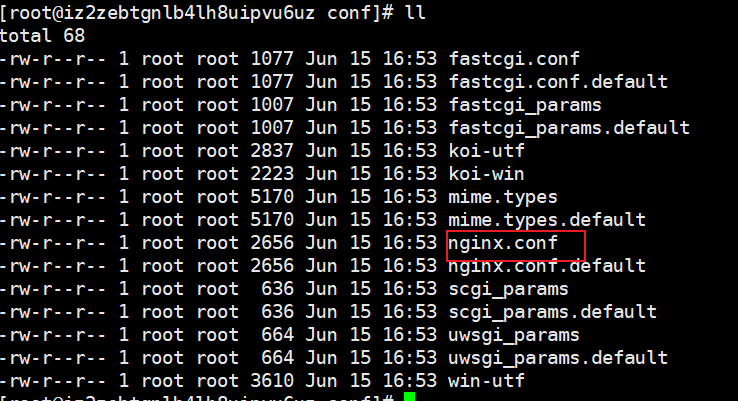 [root@iz2zebtgnlb4lh8uipvu6uz conf]# ll
total 68
-rw-r--r-- 1 root root 1077 Jun 15 16:53 fastcgi.conf
-rw-r--r-- 1 root root 1077 Jun 15 16:53 fastcgi.conf.default
-rw-r--r-- 1 root root 1007 Jun 15 16:53 fastcgi_params
-rw-r--r-- 1 root root 1007 Jun 15 16:53 fastcgi_params.default
-rw-r--r-- 1 root root 2837 Jun 15 16:53 koi-utf
-rw-r--r-- 1 root root 2223 Jun 15 16:53 koi-win
-rw-r--r-- 1 root root 5170 Jun 15 16:53 mime.types
-rw-r--r-- 1 root root 5170 Jun 15 16:53 mime.types.default
-rw-r--r-- 1 root root 2656 Jun 15 16:53 nginx.conf
-rw-r--r-- 1 root root 2656 Jun 15 16:53 nginx.conf.default
-rw-r--r-- 1 root root  636 Jun 15 16:53 scgi_params
-rw-r--r-- 1 root root  636 Jun 15 16:53 scgi_params.default
-rw-r--r-- 1 root root  664 Jun 15 16:53 uwsgi_params
-rw-r--r-- 1 root root  664 Jun 15 16:53 uwsgi_params.default
-rw-r--r-- 1 root root 3610 Jun 15 16:53 win-utf
[root@iz2zebtgnlb4lh8uipvu6uz conf]#